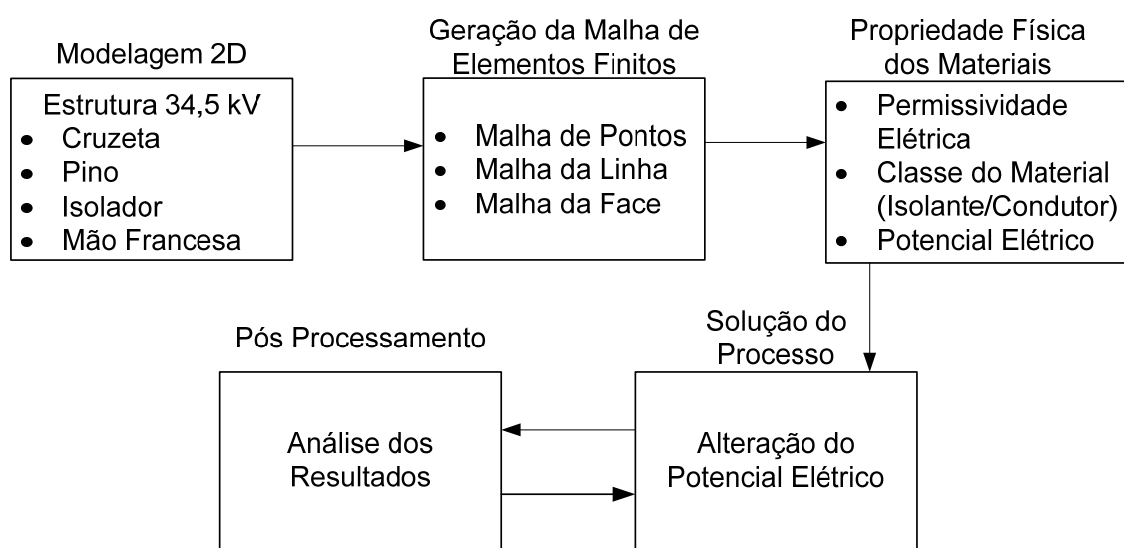 Modelagem 2D
Estrutura 34,5 kV
• Cruzeta
• Pino
• Isolador
• Mão Francesa
Geração da Malha de
Elementos Finitos
• Malha de Pontos
• Malha da Linha
• Malha da Face
Propriedade Física
dos Materiais
• Permissividade
Elétrica
• Classe do Material
(Isolante/Condutor)
• Potencial Elétrico
Solução do
Processo
Alteração do
Potencial Elétrico
Pós Processamento
Análise dos
Resultados